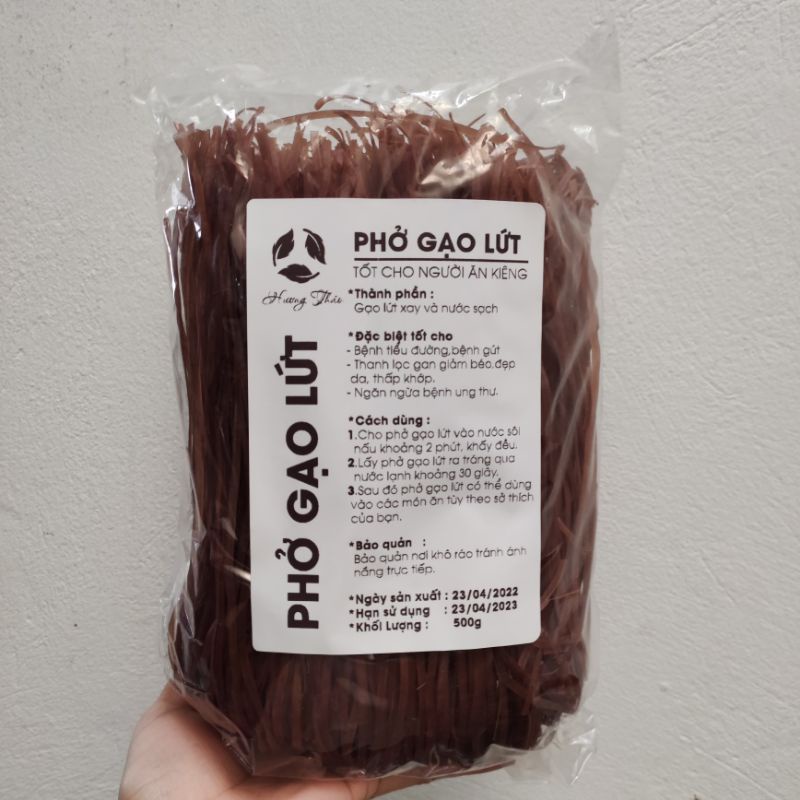 PHỞ GẠO LỨT
TỐT CHO NGƯỜI ĂN KIÊNG
Hương Thảo
PHỞ GẠO LỨT
*Thành phần :
Gạo lứt xay và nước sạch
*Đặc biệt tốt cho
- Bệnh tiểu đường,bệnh gút
- Thanh lọc gan giảm béo,đẹp
da, thấp khớp.
- Ngăn ngừa bệnh ung thư.
*Cách dùng :
1.Cho phở gạo lứt vào nước sôi
nấu khoảng 2 phút, khấy đều.
2.Lấy phở gạo lứt ra tráng qua
nước lạnh khoảng 30 giây.
3.Sau đó phở gạo lứt có thể dùng
vào các món ăn tùy theo sở thích
của bạn.
*Bảo quản :
Bảo quản nơi khô ráo tránh ánh
nắng trực tiếp.
*Ngày sản xuất : 23/04/2022
*Hạn sử dụng : 23/04/2023
*Khối Lượng : 500g